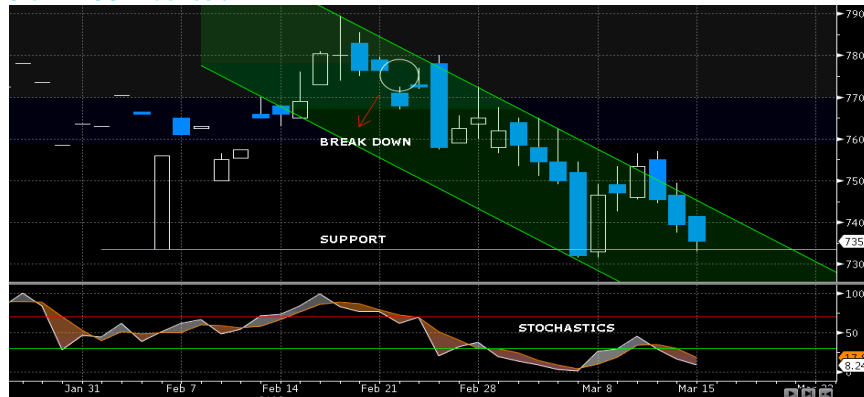 790
780
770
BREAK DOWN
760
750
740
SUPPORT
735
730
100
STOCHASTICS
50
8.24
0
Jan 31
Feb 7
Feb 14
Feb 21
Feb 28
Mar 8
Mar 15